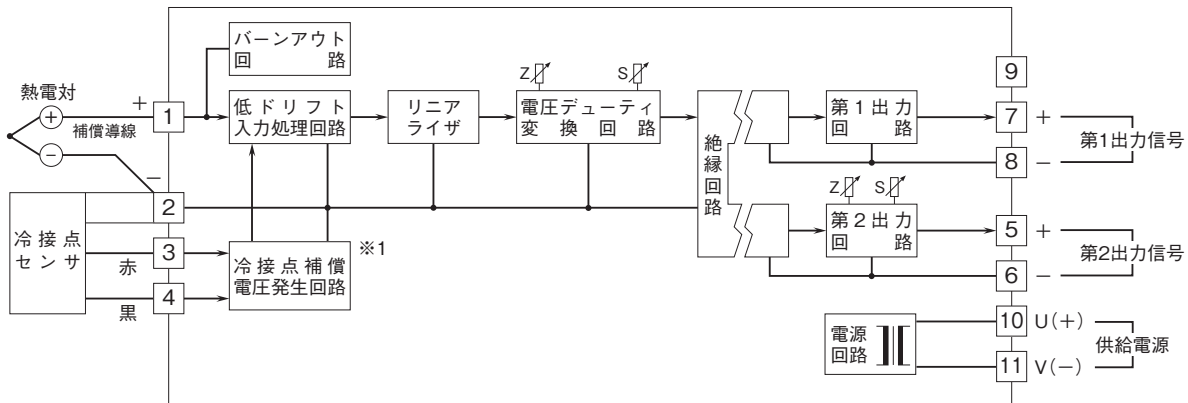 バーンアウト
回路
熱電対
+
補償導線
−
+
−
1
2
3
4
低ドリフト
入力処理回路
リニア
ライザ
Z
S
電圧デューティ
変換回路
絶縁回路
第1出力
回路
9
7
+
8
−
第1出力信号
Z
S
第2出力
回路
5
+
6
−
第2出力信号
冷接点
センサ
赤
黒
冷接点補償
電圧発生回路
※1
電源
回路
10
U(+)
11
V(−)
供給電源